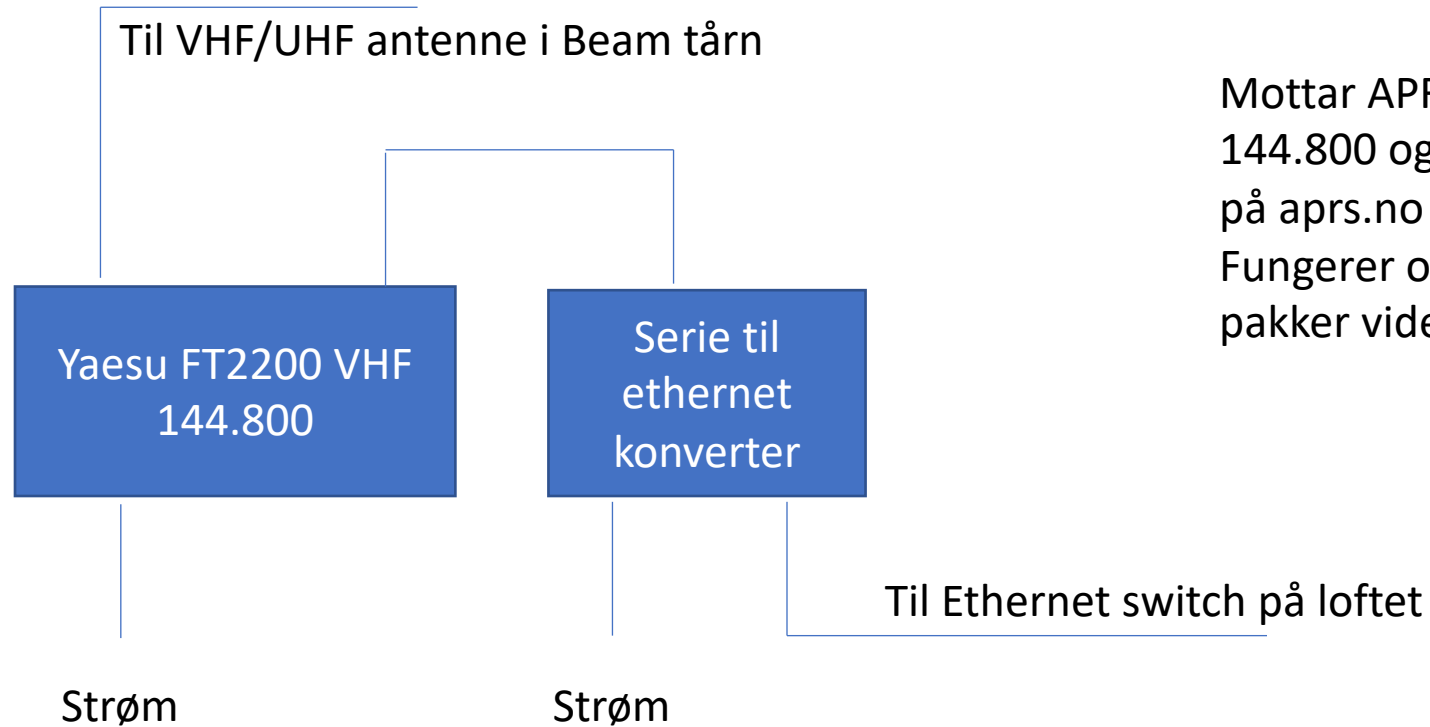 Til VHF/UHF antenne i Beam tårn
Mottar
144.800 og
på aprs.no
Fungerer
pakker
Yaesu FT2200 VHF
144.800
Serie til
ethernet
konverter
Til Ethernet switch på loftet
Strøm
Strøm